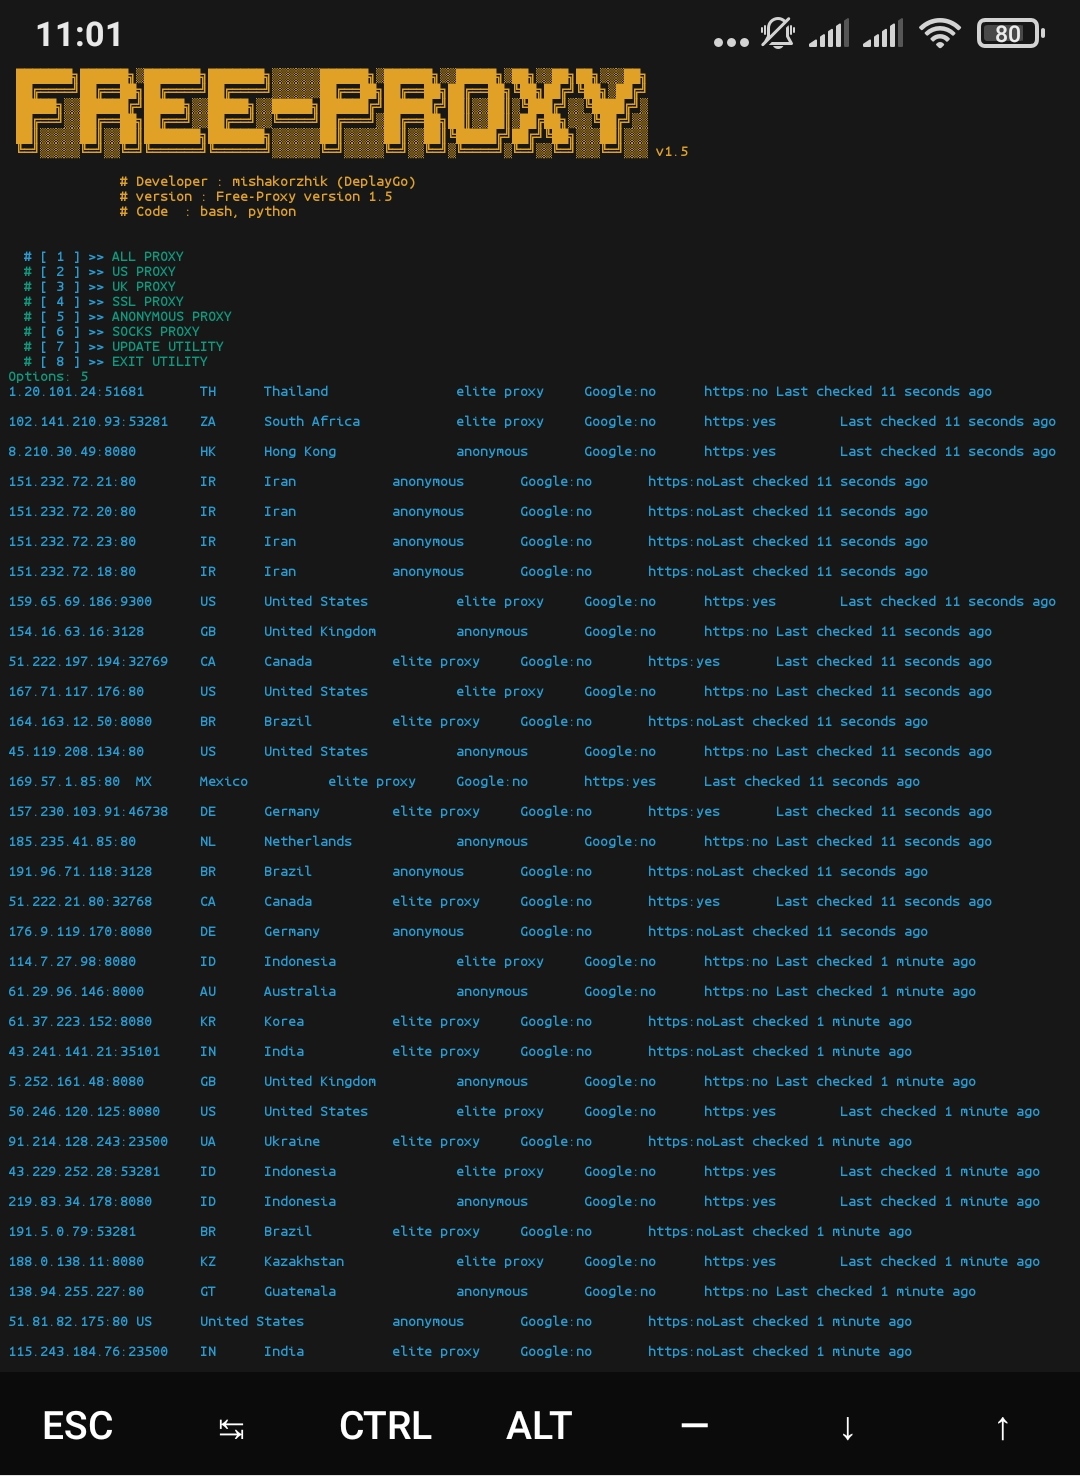 11:01
80
FREE-PROXY v1.5
# Developer : mishakorzhik (DeplayGo)
# version : Free-Proxy version 1.5
# Code : bash, python
# [ 1 ] >> ALL PROXY
# [ 2 ] >> US PROXY
# [ 3 ] >> UK PROXY
# [ 4 ] >> SSL PROXY
# [ 5 ] >> ANONYMOUS PROXY
# [ 6 ] >> SOCKS PROXY
# [ 7 ] >> UPDATE UTILITY
# [ 8 ] >> EXIT UTILITY
Options: 5
1.20.101.24:51681 TH Thailand elite proxy Google:no https:no Last checked 11 seconds ago
102.141.210.93:53281 ZA South Africa elite proxy Google:no https:yes Last checked 11 seconds ago
8.210.30.49:8080 HK Hong Kong anonymous Google:no https:yes Last checked 11 seconds ago
151.232.72.21:80 IR Iran anonymous Google:no https:noLast checked 11 seconds ago
151.232.72.20:80 IR Iran anonymous Google:no https:noLast checked 11 seconds ago
151.232.72.23:80 IR Iran anonymous Google:no https:noLast checked 11 seconds ago
151.232.72.18:80 IR Iran anonymous Google:no https:noLast checked 11 seconds ago
159.65.69.186:9300 US United States elite proxy Google:no https:yes Last checked 11 seconds ago
154.16.63.16:3128 GB United Kingdom anonymous Google:no https:no Last checked 11 seconds ago
51.222.197.194:32769 CA Canada elite proxy Google:no https:yes Last checked 11 seconds ago
167.71.117.176:80 US United States elite proxy Google:no https:no Last checked 11 seconds ago
164.163.12.50:8080 BR Brazil elite proxy Google:no https:noLast checked 11 seconds ago
45.119.208.134:80 US United States anonymous Google:no https:no Last checked 11 seconds ago
169.57.1.85:80 MX Mexico elite proxy Google:no https:yes Last checked 11 seconds ago
157.230.103.91:46738 DE Germany elite proxy Google:no https:yes Last checked 11 seconds ago
185.235.41.85:80 NL Netherlands anonymous Google:no https:no Last checked 11 seconds ago
191.96.71.118:3128 BR Brazil anonymous Google:no https:noLast checked 11 seconds ago
51.222.21.80:32768 CA Canada elite proxy Google:no https:yes Last checked 11 seconds ago
176.9.119.170:8080 DE Germany anonymous Google:no https:noLast checked 11 seconds ago
114.7.27.98:8080 ID Indonesia elite proxy Google:no https:no Last checked 1 minute ago
61.29.96.146:8000 AU Australia anonymous Google:no https:no Last checked 1 minute ago
61.37.223.152:8080 KR Korea elite proxy Google:no https:noLast checked 1 minute ago
43.241.141.21:35101 IN India elite proxy Google:no https:noLast checked 1 minute ago
5.252.161.48:8080 GB United Kingdom anonymous Google:no https:no Last checked 1 minute ago
50.246.120.125:8080 US United States elite proxy Google:no https:yes Last checked 1 minute ago
91.214.128.243:23500 UA Ukraine elite proxy Google:no https:noLast checked 1 minute ago
43.229.252.28:53281 ID Indonesia elite proxy Google:no https:yes Last checked 1 minute ago
219.83.34.178:8080 ID Indonesia anonymous Google:no https:yes Last checked 1 minute ago
191.5.0.79:53281 BR Brazil elite proxy Google:no https:noLast checked 1 minute ago
188.0.138.11:8080 KZ Kazakhstan elite proxy Google:no https:yes Last checked 1 minute ago
138.94.255.227:80 GT Guatemala anonymous Google:no https:no Last checked 1 minute ago
51.81.82.175:80 US United States anonymous Google:no https:noLast checked 1 minute ago
115.243.184.76:23500 IN India elite proxy Google:no https:noLast checked 1 minute ago
ESC ↹ CTRL ALT — ↓ ↑